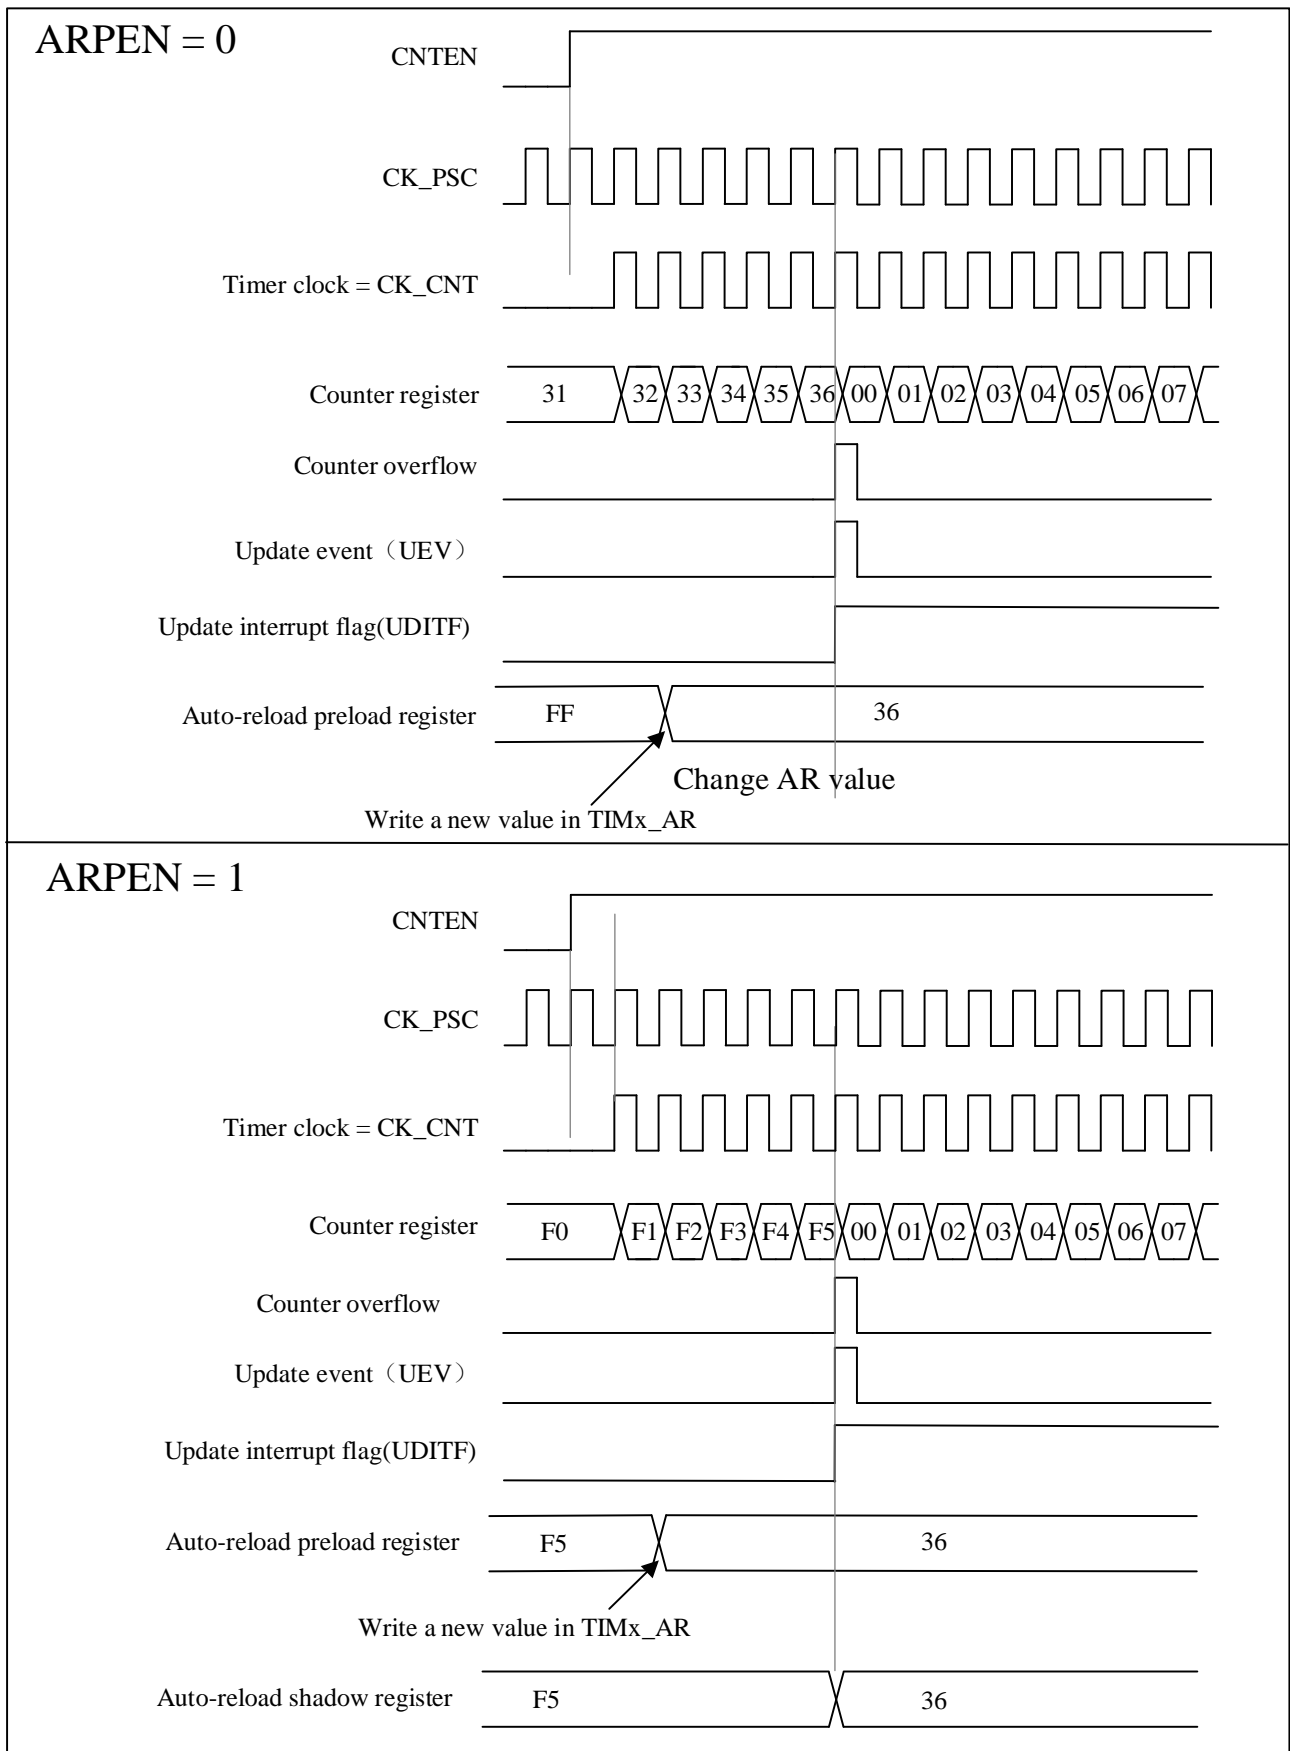 ARPEN = 0
CNTEN
CK_PSC
Timer clock = CK_CNT
Counter register 31 32 33 34 35 36 00 01 02 03 04 05 06 07
Counter overflow
Update event（UEV）
Update interrupt flag(UDITF)
Auto-reload preload register FF 36
Change AR value
Write a new value in TIMx_AR
ARPEN = 1
CNTEN
CK_PSC
Timer clock = CK_CNT
Counter register F0 F1 F2 F3 F4 F5 00 01 02 03 04 05 06 07
Counter overflow
Update event（UEV）
Update interrupt flag(UDITF)
Auto-reload preload register F5 36
Write a new value in TIMx_AR
Auto-reload shadow register F5 36